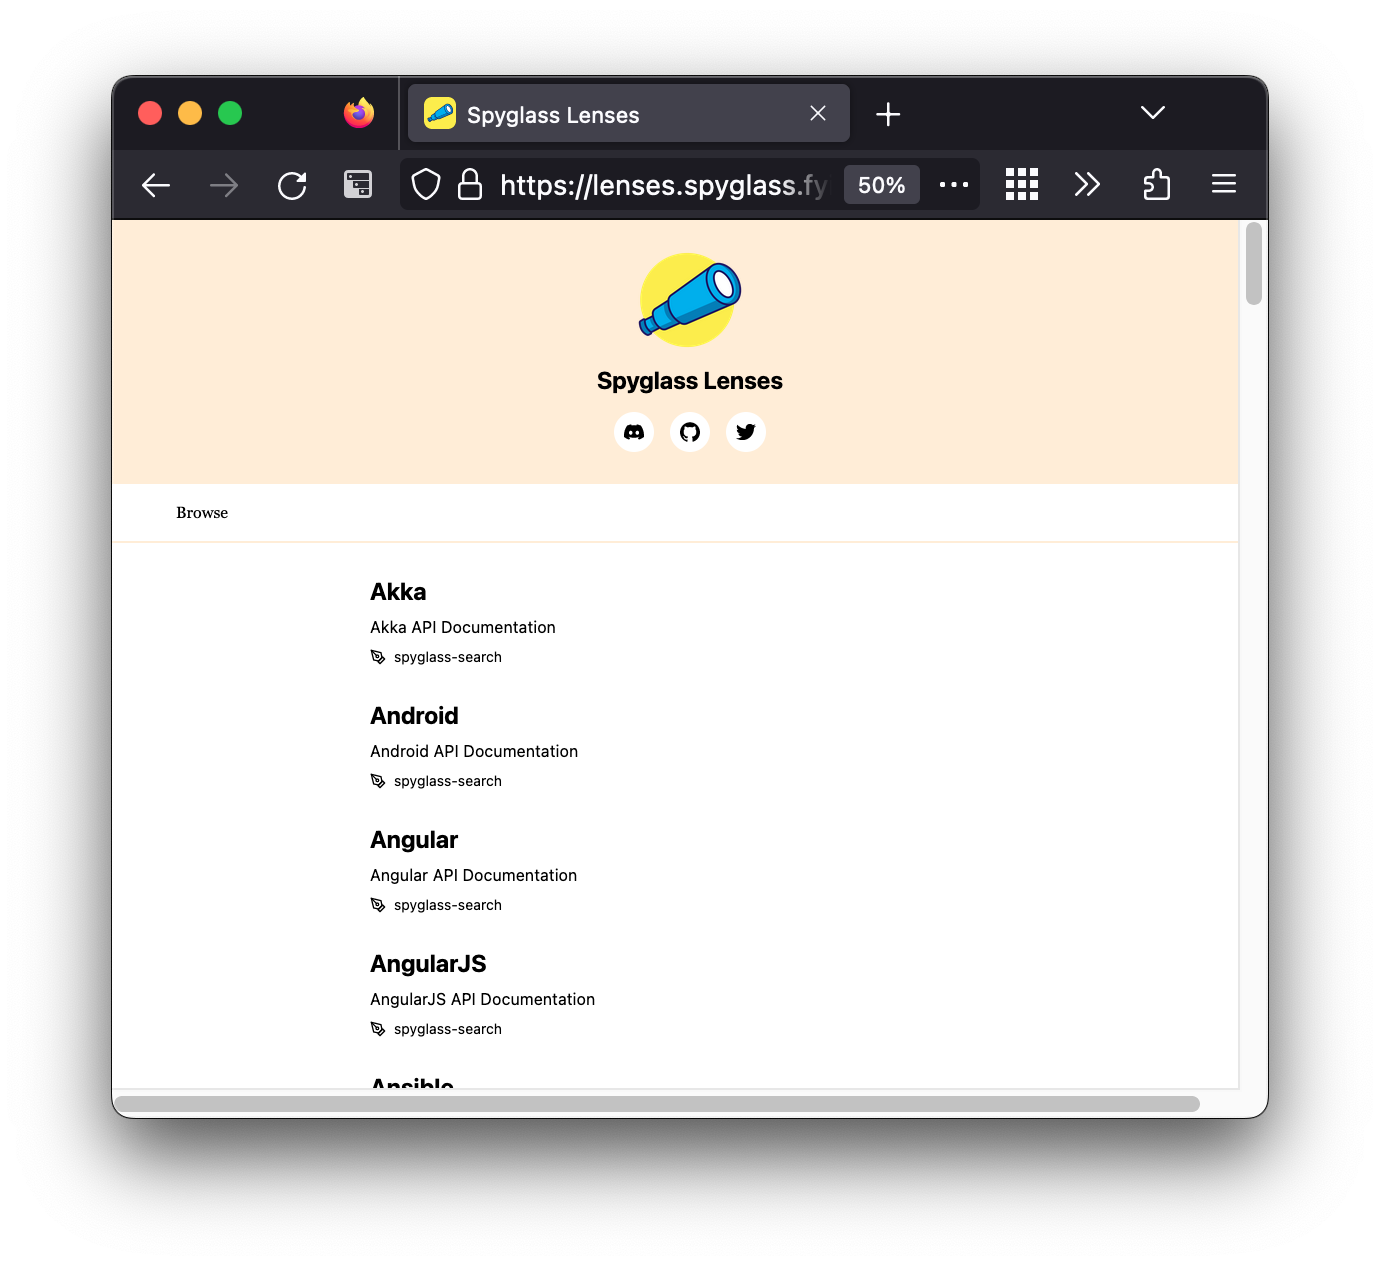 Spyglass Lenses
https://lenses.spyglass.fy
50%
Spyglass Lenses
Browse
Akka
Akka API Documentation
spyglass-search
Android
Android API Documentation
spyglass-search
Angular
Angular API Documentation
spyglass-search
AngularJS
AngularJS API Documentation
spyglass-search
Ansible